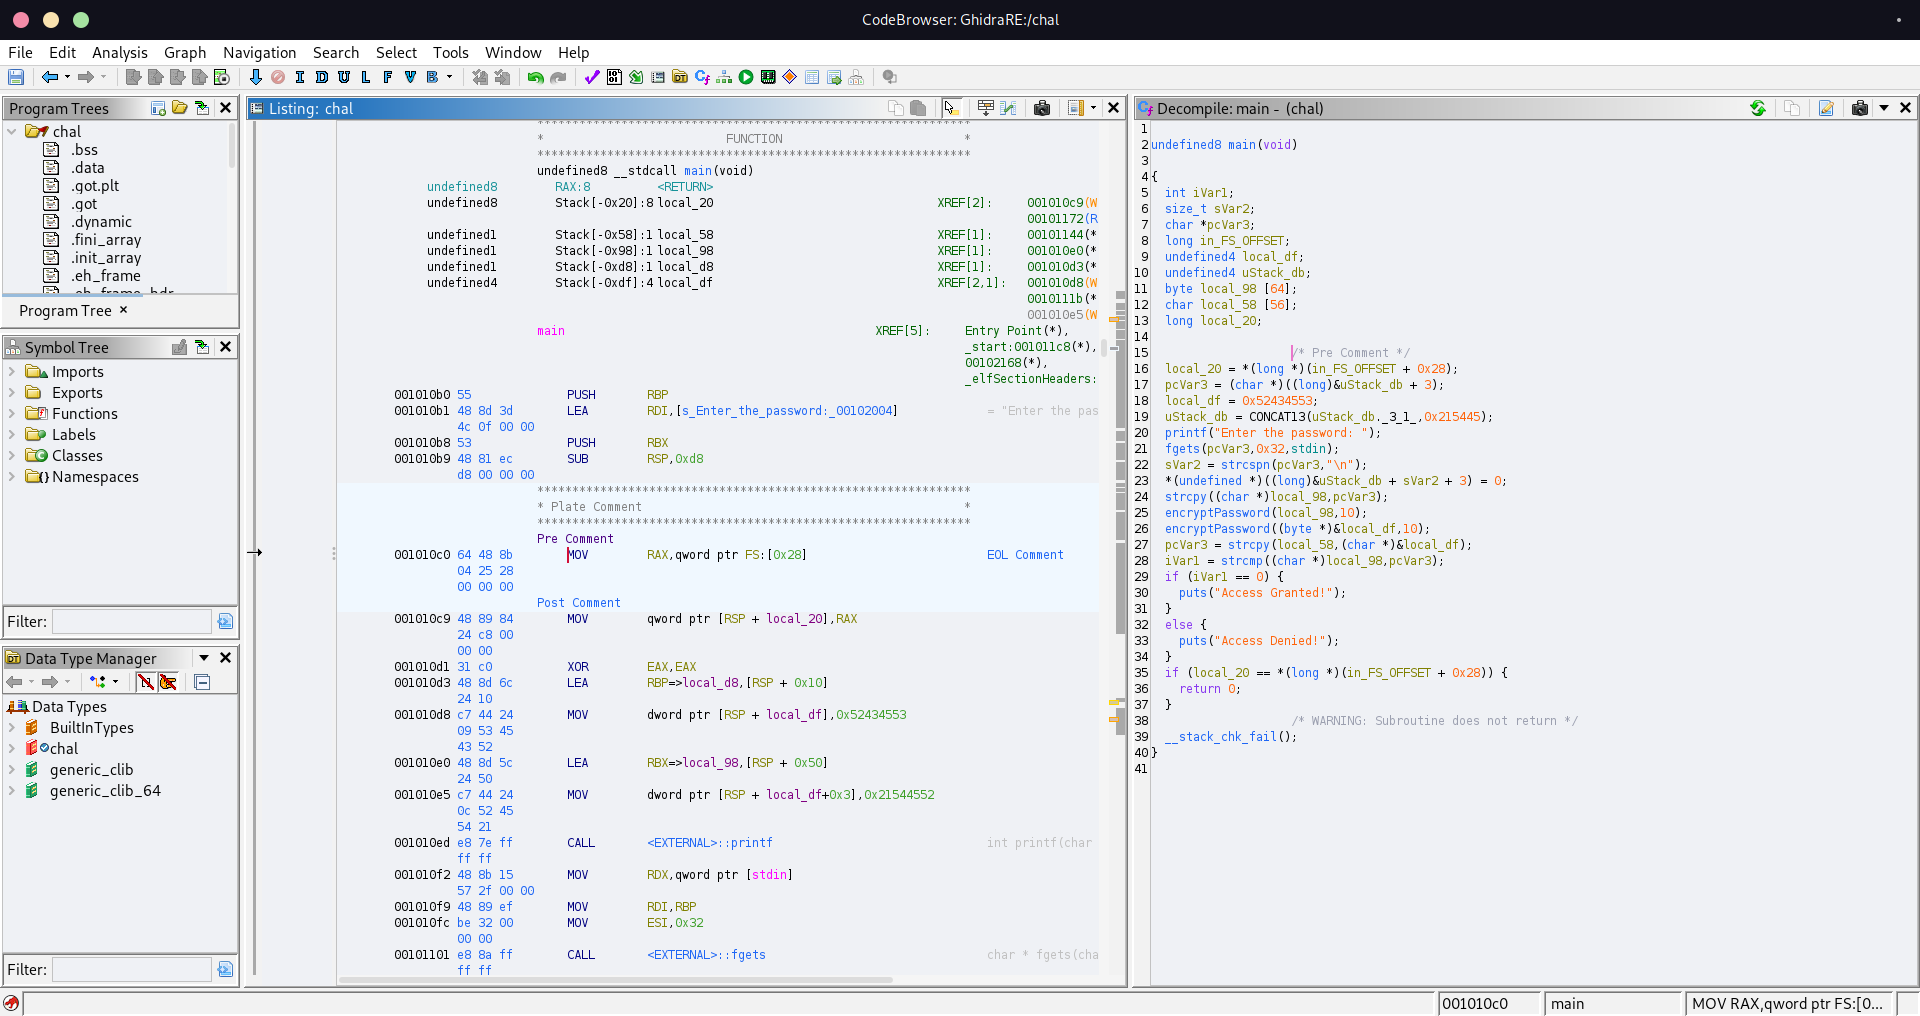 CodeBrowser: GhidraRE:/chal
File Edit Analysis Graph Navigation Search Select Tools Window Help
I D U L F V B
Program Trees
chal
.bss
.data
.got.plt
.got
.dynamic
.fini_array
.init_array
.eh_frame
.eh_frame_hdr
Program Tree ×
Symbol Tree
Imports
Exports
Functions
Labels
Classes
Namespaces
Filter:
Data Type Manager
Data Types
BuiltInTypes
chal
generic_clib
generic_clib_64
Filter:
Listing: chal
**************************************************************
* FUNCTION *
**************************************************************
undefined8 __stdcall main(void)
undefined8 RAX:8 <RETURN>
undefined8 Stack[-0x20]:8 local_20 XREF[2]: 001010c9(W
00101172(R
undefined1 Stack[-0x58]:1 local_58 XREF[1]: 00101144(*
undefined1 Stack[-0x98]:1 local_98 XREF[1]: 001010e0(*
undefined1 Stack[-0xd8]:1 local_d8 XREF[1]: 001010d3(*
undefined4 Stack[-0xdf]:4 local_df XREF[2,1]: 001010d8(W
0010111b(*
001010e5(W
main XREF[5]: Entry Point(*),
_start:001011c8(*),
00102168(*),
_elfSectionHeaders:
001010b0 55 PUSH RBP
001010b1 48 8d 3d LEA RDI,[s_Enter_the_password:_00102004] = "Enter the pas
4c 0f 00 00
001010b8 53 PUSH RBX
001010b9 48 81 ec SUB RSP,0xd8
d8 00 00 00
**************************************************************
* Plate Comment *
**************************************************************
Pre Comment
001010c0 64 48 8b MOV RAX,qword ptr FS:[0x28] EOL Comment
04 25 28
00 00 00
Post Comment
001010c9 48 89 84 MOV qword ptr [RSP + local_20],RAX
24 c8 00
00 00
001010d1 31 c0 XOR EAX,EAX
001010d3 48 8d 6c LEA RBP=>local_d8,[RSP + 0x10]
24 10
001010d8 c7 44 24 MOV dword ptr [RSP + local_df],0x52434553
09 53 45
43 52
001010e0 48 8d 5c LEA RBX=>local_98,[RSP + 0x50]
24 50
001010e5 c7 44 24 MOV dword ptr [RSP + local_df+0x3],0x21544552
0c 52 45
54 21
001010ed e8 7e ff CALL <EXTERNAL>::printf int printf(char
ff ff
001010f2 48 8b 15 MOV RDX,qword ptr [stdin]
57 2f 00 00
001010f9 48 89 ef MOV RDI,RBP
001010fc be 32 00 MOV ESI,0x32
00 00
00101101 e8 8a ff CALL <EXTERNAL>::fgets char * fgets(cha
ff ff
Decompile: main - (chal)
1
2 undefined8 main(void)
3
4 {
5 int iVar1;
6 size_t sVar2;
7 char *pcVar3;
8 long in_FS_OFFSET;
9 undefined4 local_df;
10 undefined4 uStack_db;
11 byte local_98 [64];
12 char local_58 [56];
13 long local_20;
14
15 /* Pre Comment */
16 local_20 = *(long *)(in_FS_OFFSET + 0x28);
17 pcVar3 = (char *)((long)&uStack_db + 3);
18 local_df = 0x52434553;
19 uStack_db = CONCAT13(uStack_db._3_1_,0x215445);
20 printf("Enter the password: ");
21 fgets(pcVar3,0x32,stdin);
22 sVar2 = strcspn(pcVar3,"\n");
23 *(undefined *)((long)&uStack_db + sVar2 + 3) = 0;
24 strcpy((char *)local_98,pcVar3);
25 encryptPassword(local_98,10);
26 encryptPassword((byte *)&local_df,10);
27 pcVar3 = strcpy(local_58,(char *)&local_df);
28 iVar1 = strcmp((char *)local_98,pcVar3);
29 if (iVar1 == 0) {
30 puts("Access Granted!");
31 }
32 else {
33 puts("Access Denied!");
34 }
35 if (local_20 == *(long *)(in_FS_OFFSET + 0x28)) {
36 return 0;
37 }
38 /* WARNING: Subroutine does not return */
39 __stack_chk_fail();
40 }
41
001010c0 main MOV RAX,qword ptr FS:[0...